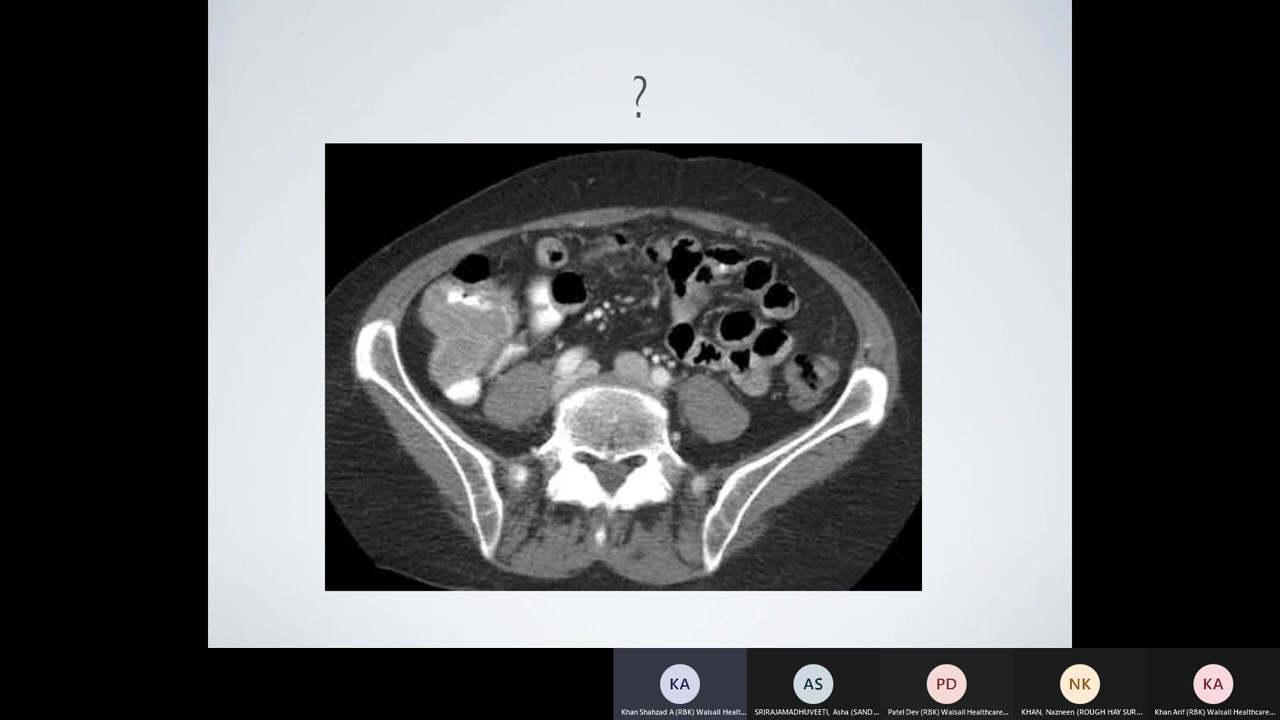 ?
KA
AS
PD
NK
KA
Khan Shahzad A (RBK) Walsall Healt...
SRIRAJAMADHUVEETI, Asha (SAND...
Patel Dev (RBK) Walsall Healthcare...
KHAN, Nazneen (ROUGH HAY SUR...
Khan Arif (RBK) Walsall Healthcare...